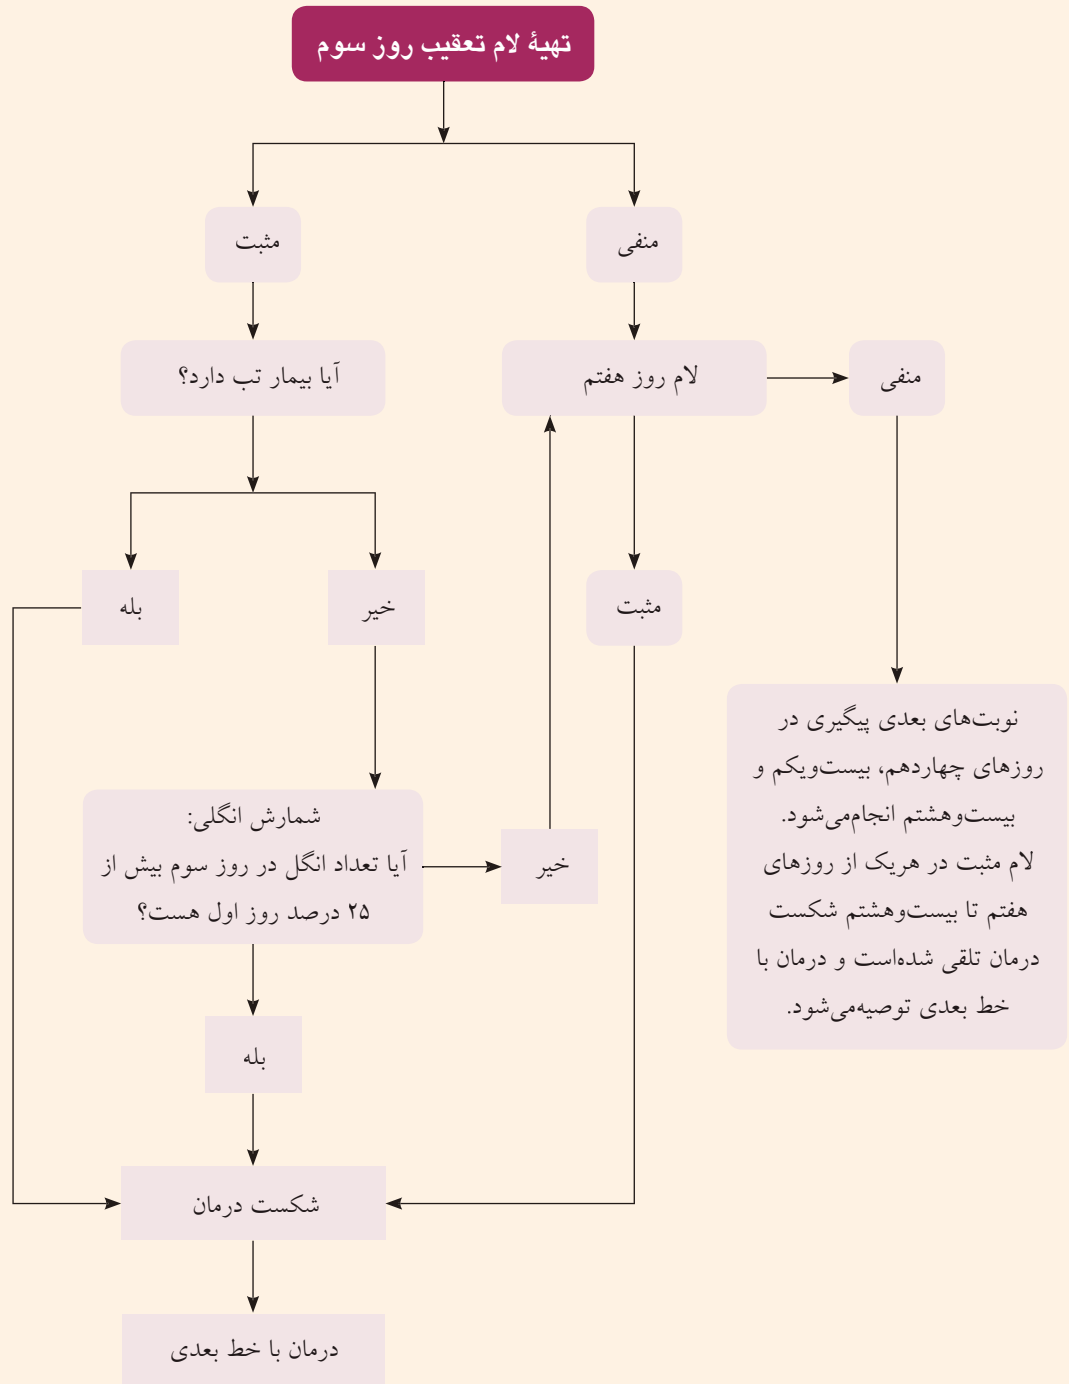 تهیهٔ لام تعقیب روز سوم
منفی
مثبت
منفی
لام روز هفتم
آیا بیمار تب دارد؟
مثبت
خیر
بله
نوبت‌های بعدی پیگیری در
روزهای چهاردهم، بیست‌ویکم و
بیست‌وهشتم انجام‌می‌شود.
لام مثبت در هریک از روزهای
هفتم تا بیست‌وهشتم شکست
درمان تلقی شده‌است و درمان با
خط بعدی توصیه‌می‌شود.
خیر
شمارش انگلی:
آیا تعداد انگل در روز سوم بیش از
۲۵ درصد روز اول هست؟
بله
شکست درمان
درمان با خط بعدی